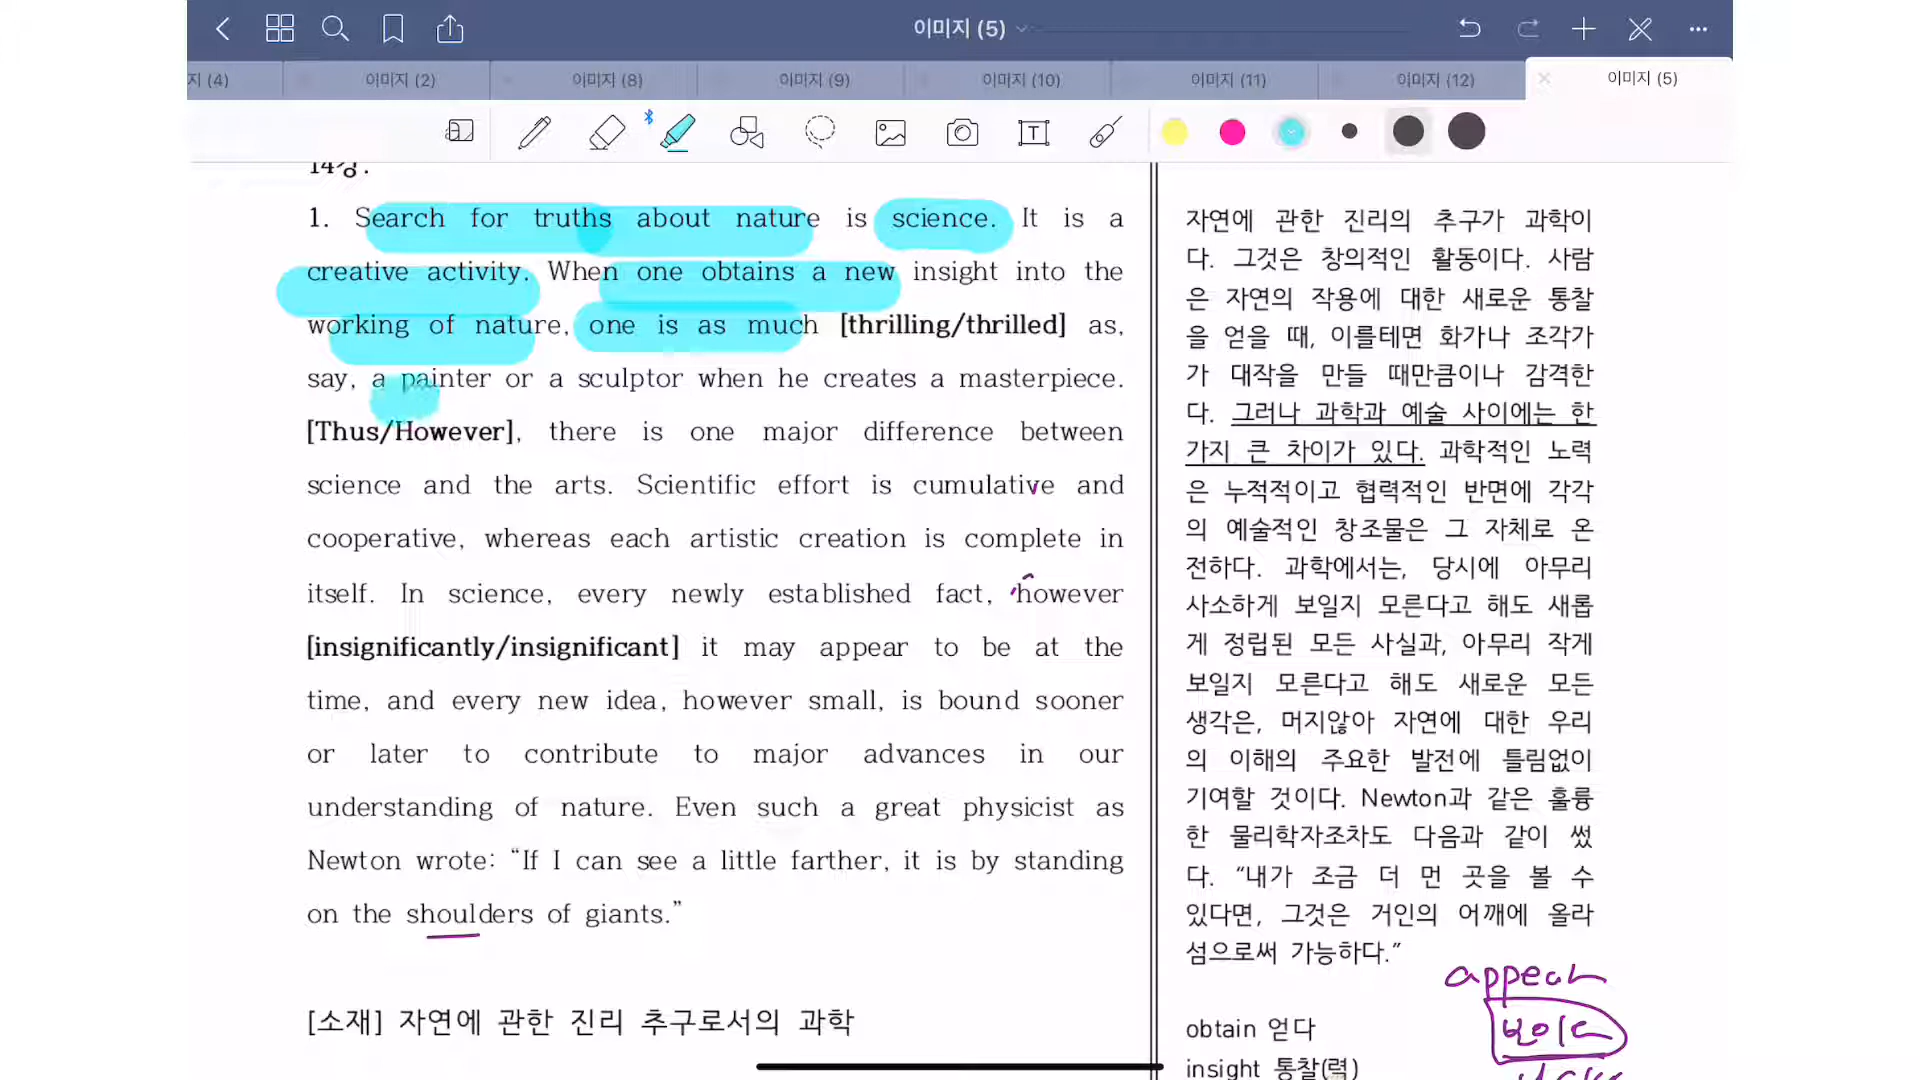 이미지 (5)
지 (4)
이미지 (2)
이미지 (8)
이미지 (9)
이미지 (10)
이미지 (11)
이미지 (12)
이미지 (5)
14강.
1. Search for truths about nature is science. It is a
creative activity. When one obtains a new insight into the
working of nature, one is as much [thrilling/thrilled] as,
say, a painter or a sculptor when he creates a masterpiece.
[Thus/However], there is one major difference between
science and the arts. Scientific effort is cumulative and
cooperative, whereas each artistic creation is complete in
itself. In science, every newly established fact, however
[insignificantly/insignificant] it may appear to be at the
time, and every new idea, however small, is bound sooner
or later to contribute to major advances in our
understanding of nature. Even such a great physicist as
Newton wrote: “If I can see a little farther, it is by standing
on the shoulders of giants.”
[소재] 자연에 관한 진리 추구로서의 과학
자연에 관한 진리의 추구가 과학이
다. 그것은 창의적인 활동이다. 사람
은 자연의 작용에 대한 새로운 통찰
을 얻을 때, 이를테면 화가나 조각가
가 대작을 만들 때만큼이나 감격한
다. 그러나 과학과 예술 사이에는 한
가지 큰 차이가 있다. 과학적인 노력
은 누적적이고 협력적인 반면에 각각
의 예술적인 창조물은 그 자체로 온
전하다. 과학에서는, 당시에 아무리
사소하게 보일지 모른다고 해도 새롭
게 정립된 모든 사실과, 아무리 작게
보일지 모른다고 해도 새로운 모든
생각은, 머지않아 자연에 대한 우리
의 이해의 주요한 발전에 틀림없이
기여할 것이다. Newton과 같은 훌륭
한 물리학자조차도 다음과 같이 썼
다. “내가 조금 더 먼 곳을 볼 수
있다면, 그것은 거인의 어깨에 올라
섬으로써 가능하다.”
appear
보이다
obtain 얻다
insight 통찰(력)